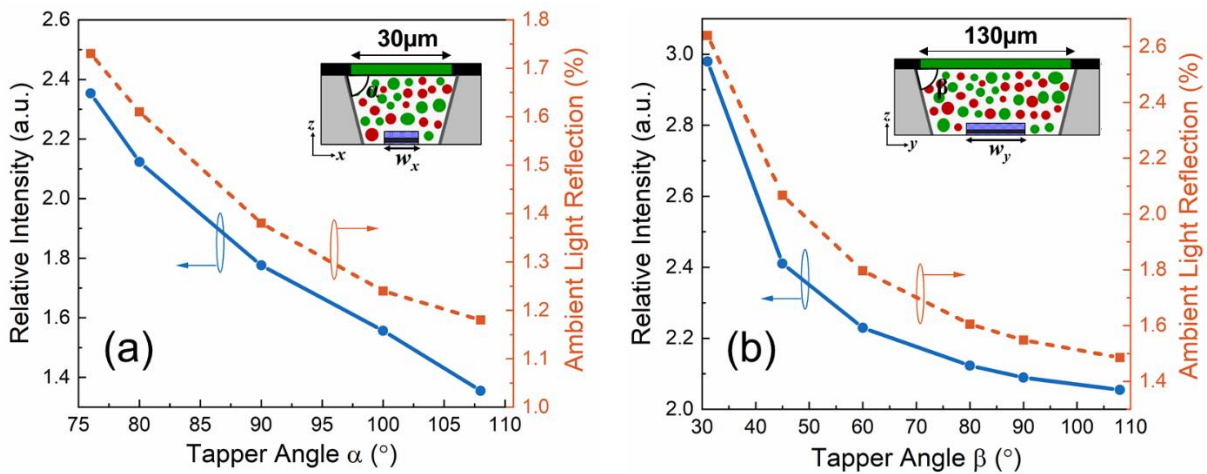 2.6
2.4
2.2
2.0
1.8
1.6
1.4
Relative Intensity (a.u.)
75 80 85 90 95 100 105 110
Tapper Angle α (°)
1.8
1.7
1.6
1.5
1.4
1.3
1.2
1.1
1.0
Ambient Light Reflection (%)
30μm
α
z
x
wx
(a)
3.0
2.8
2.6
2.4
2.2
2.0
Relative Intensity (a.u.)
30 40 50 60 70 80 90 100 110
Tapper Angle β (°)
2.6
2.4
2.2
2.0
1.8
1.6
1.4
Ambient Light Reflection (%)
130μm
β
z
y
wy
(b)